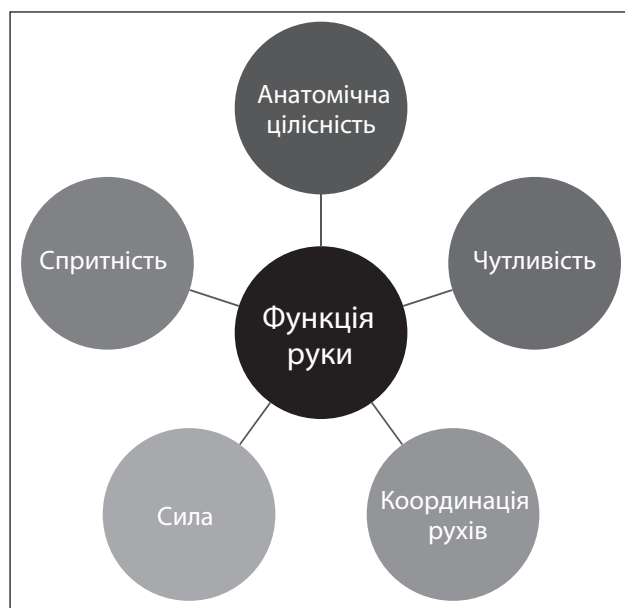 Анатомічна
цілісність
Спритність
Чутливість
Функція
руки
Сила
Координація
рухів